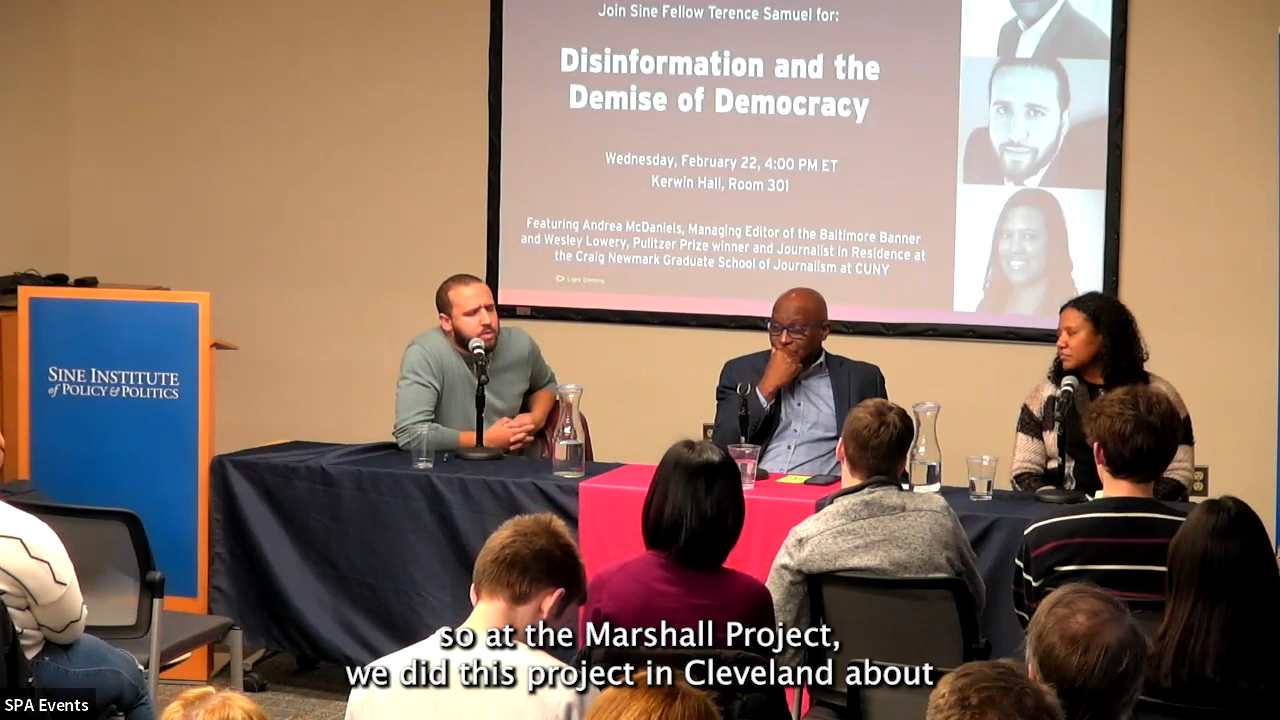 Join Sine Fellow Terence Samuel for:
Disinformation and the
Demise of Democracy
Wednesday, February 22, 4:00 PM ET
Kerwin Hall, Room 301
Featuring Andrea McDaniels, Managing Editor of the Baltimore Banner
and Wesley Lowery, Pulitzer Prize winner and Journalist in Residence at
the Craig Newmark Graduate School of Journalism at CUNY
Light Dimming
SINE INSTITUTE
of POLICY & POLITICS
so at the Marshall Project,
we did this project in Cleveland about
SPA Events